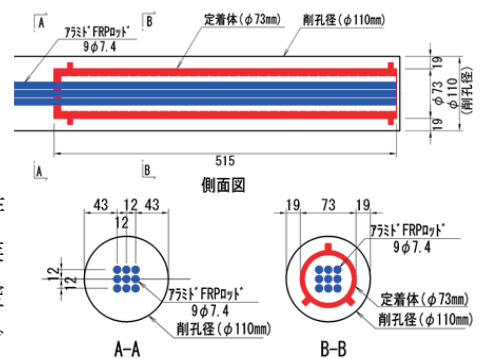 A
B
アラミドFRPロッド
9φ7.4
定着体(φ73mm)
削孔径(φ110mm)
19
φ73
φ110
(削孔径)
19
A
B
515
側面図
43 12 43
12
12
12
アラミドFRPロッド
9φ7.4
削孔径(φ110mm)
A-A
19 73 19
アラミドFRPロッド
9φ7.4
定着体(φ73mm)
削孔径(φ110mm)
B-B